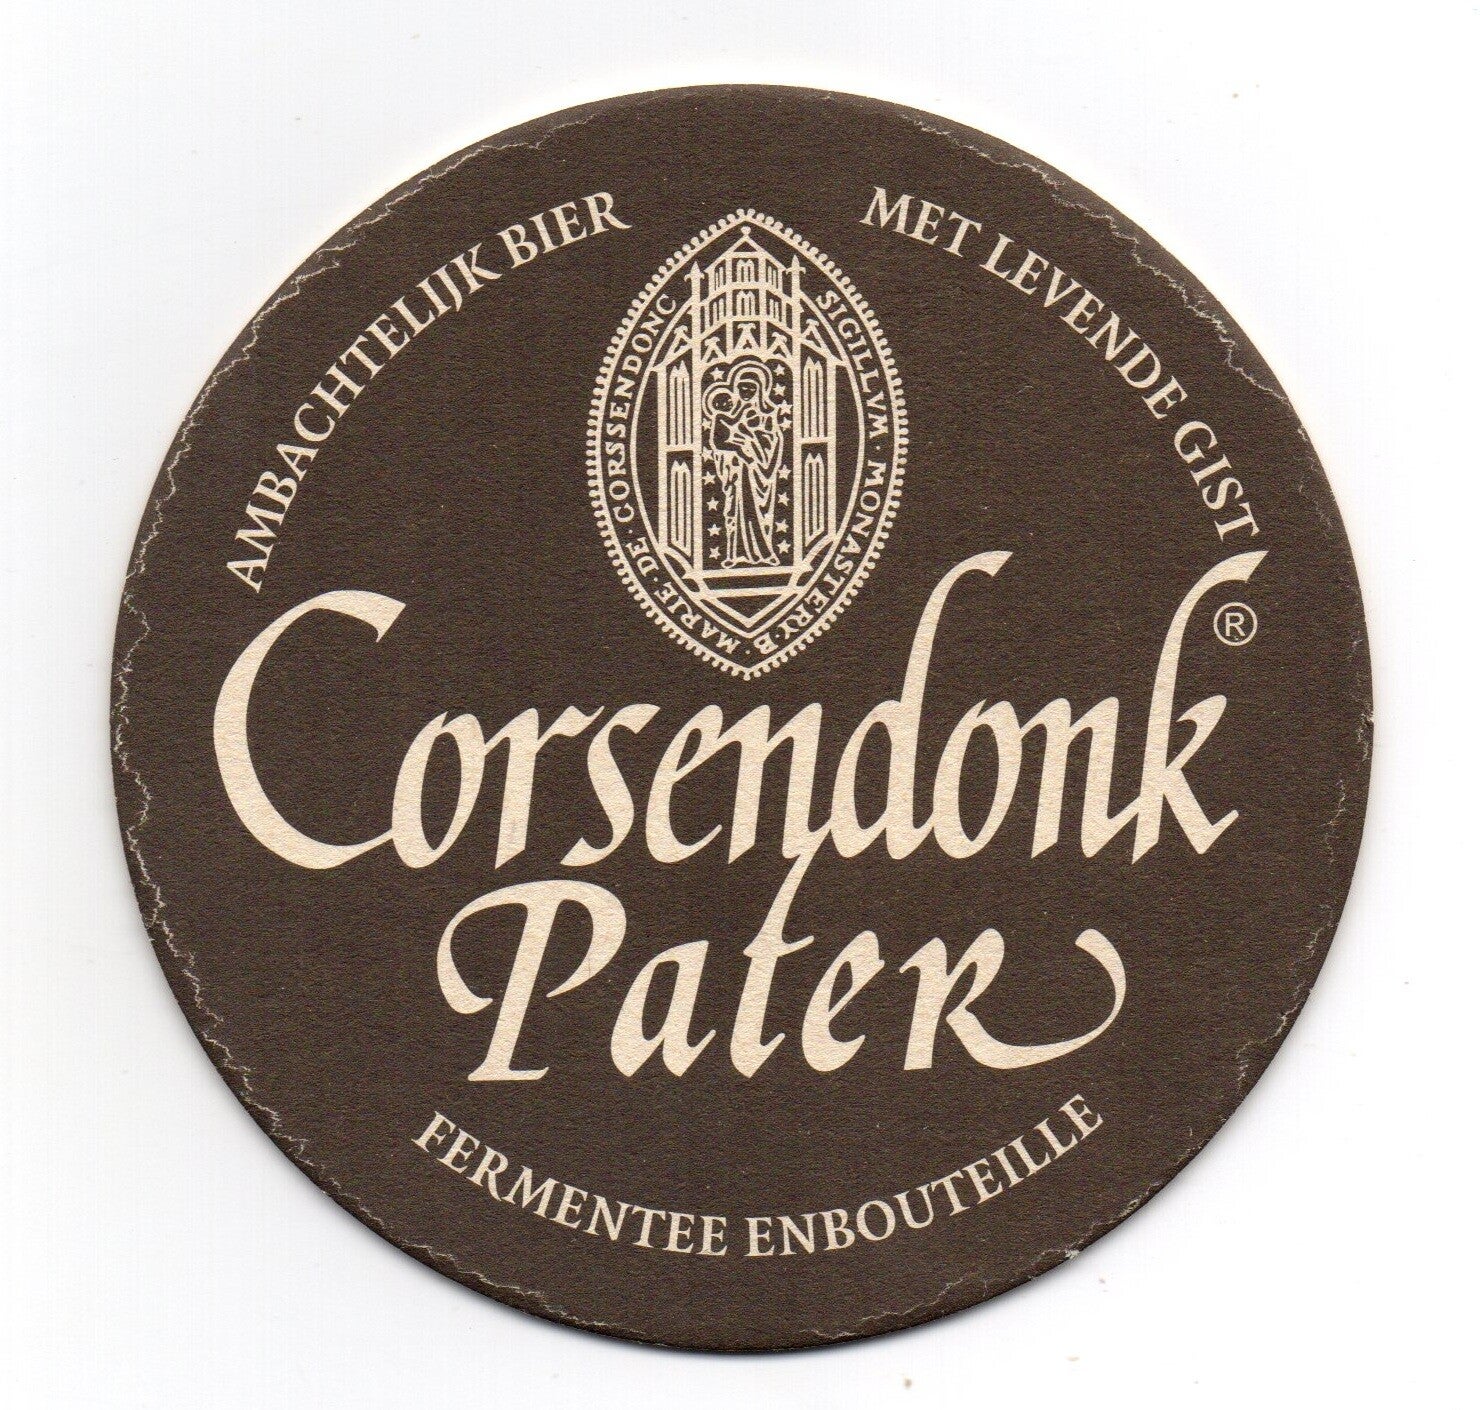 AMBACHTELIJK BIER
MET LEVENDE GIST
SIGILLVM · MONASTERY · B · MARIE · DE · CORSSENDONC
Corsendonk®
Pater
FERMENTEE ENBOUTEILLE